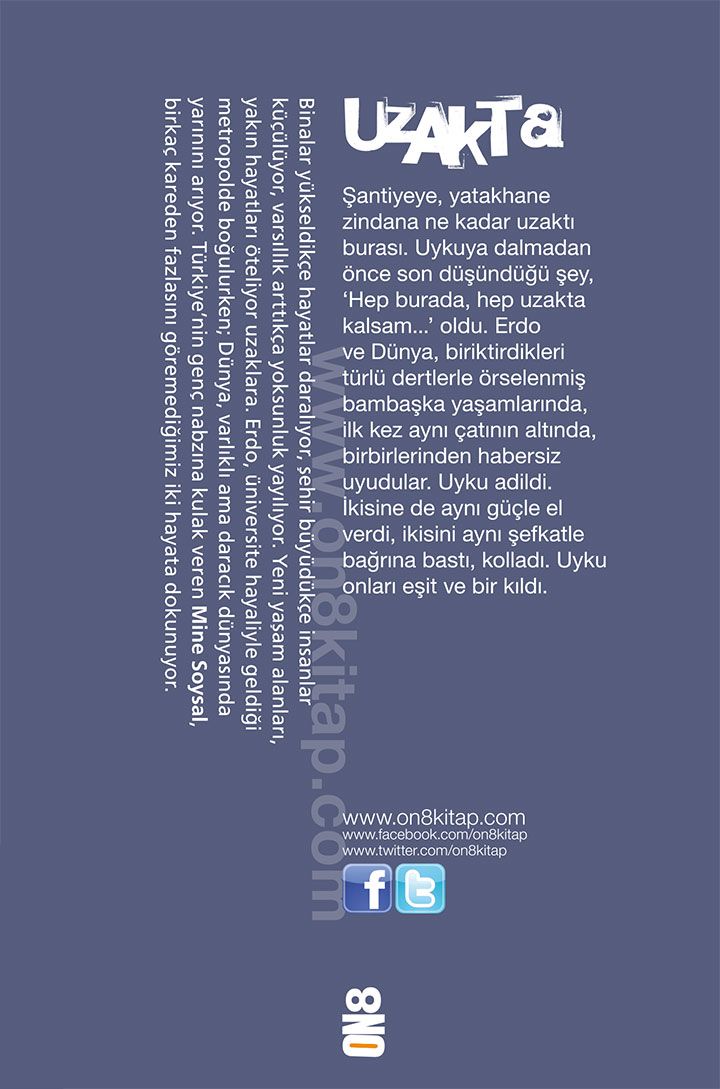 UZAKTA
Şantiyeye, yatakhane
zindana ne kadar uzaktı
burası. Uykuya dalmadan
önce son düşündüğü şey,
‘Hep burada, hep uzakta
kalsam...’ oldu. Erdo
ve Dünya, biriktirdikleri
türlü dertlerle örselenmiş
bambaşka yaşamlarında,
ilk kez aynı çatının altında,
birbirlerinden habersiz
uyudular. Uyku adildi.
İkisine de aynı güçle el
verdi, ikisini aynı şefkatle
bağrına bastı, kolladı. Uyku
onları eşit ve bir kıldı.
Binalar yükseldikçe hayatlar daralıyor, şehir büyüdükçe insanlar
küçülüyor, varsıllık arttıkça yoksunluk yayılıyor. Yeni yaşam alanları,
yakın hayatları öteliyor uzaklara. Erdo, üniversite hayaliyle geldiği
metropolde boğulurken; Dünya, varlıklı ama daracık dünyasında
yarınını arıyor. Türkiye’nin genç nabzına kulak veren Mine Soysal,
birkaç kareden fazlasını göremediğimiz iki hayata dokunuyor.
www.on8kitap.com
www.on8kitap.com
www.facebook.com/on8kitap
www.twitter.com/on8kitap
f t
ON8